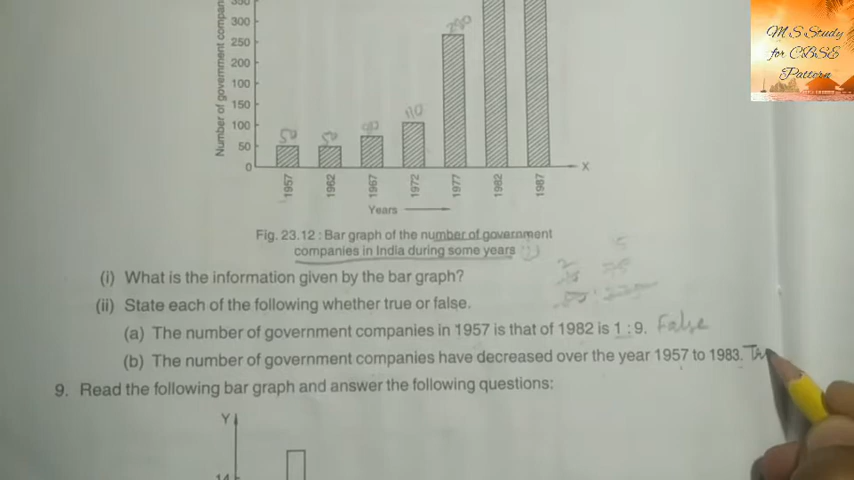 M S Study
for CBSE
Pattern
Number of government compan
350
300
250
200
100
150
100
50
0
50
50
110
X
1957
1962
1967
1972
1977
1982
1987
Years
Fig. 23.12 : Bar graph of the number of government
companies in India during some years
(i) What is the information given by the bar graph?
(ii) State each of the following whether true or false.
(a) The number of government companies in 1957 is that of 1982 is 1 : 9. False
(b) The number of government companies have decreased over the year 1957 to 1983.
9. Read the following bar graph and answer the following questions:
Y
14